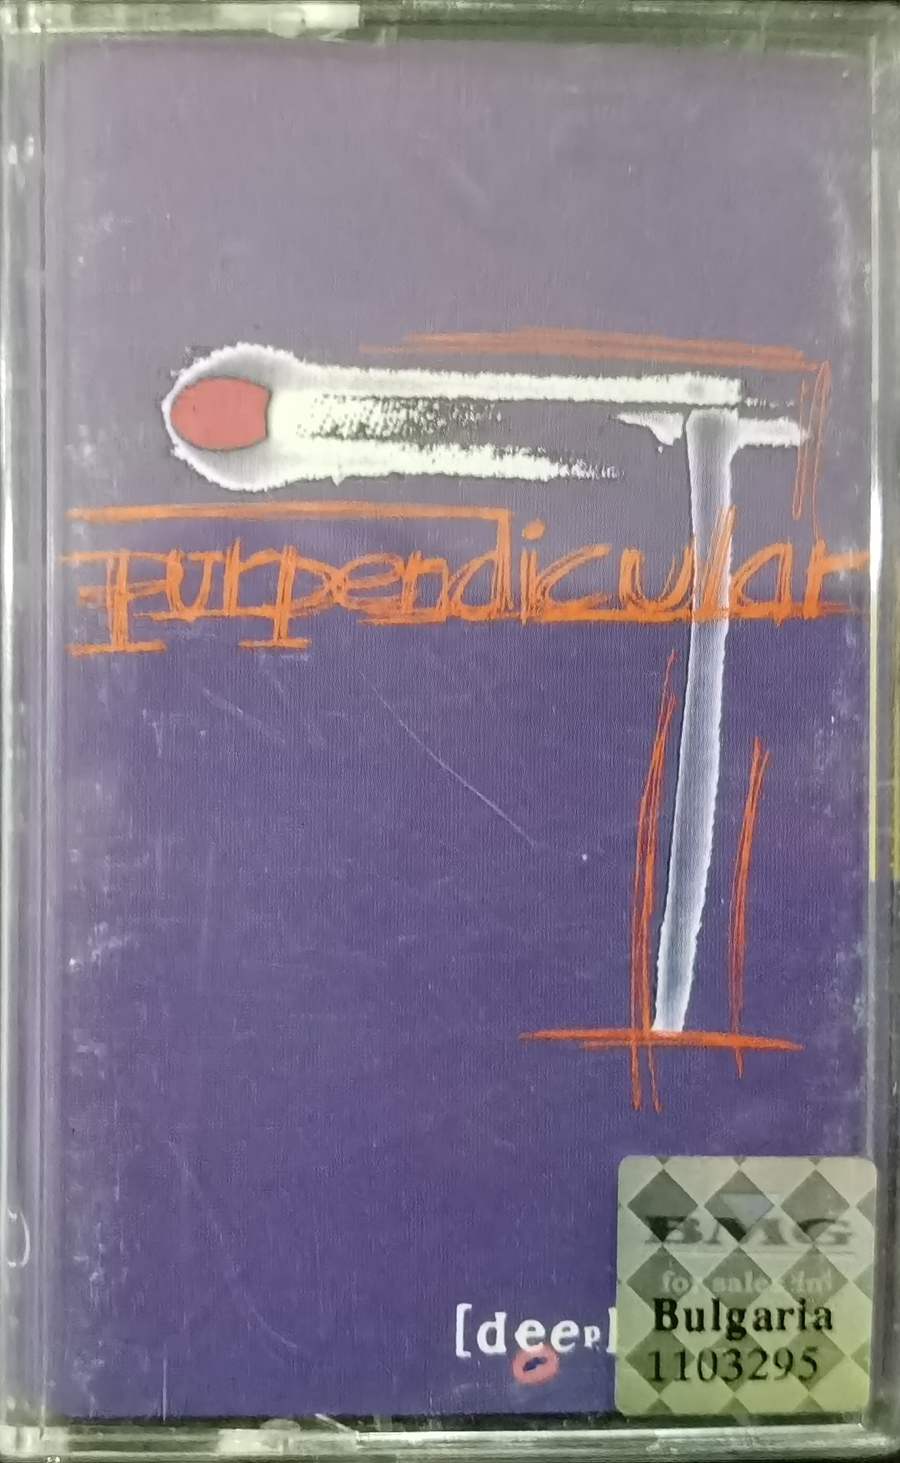 purpendicular
[deep]
BMG
for sale in
Bulgaria
1103295